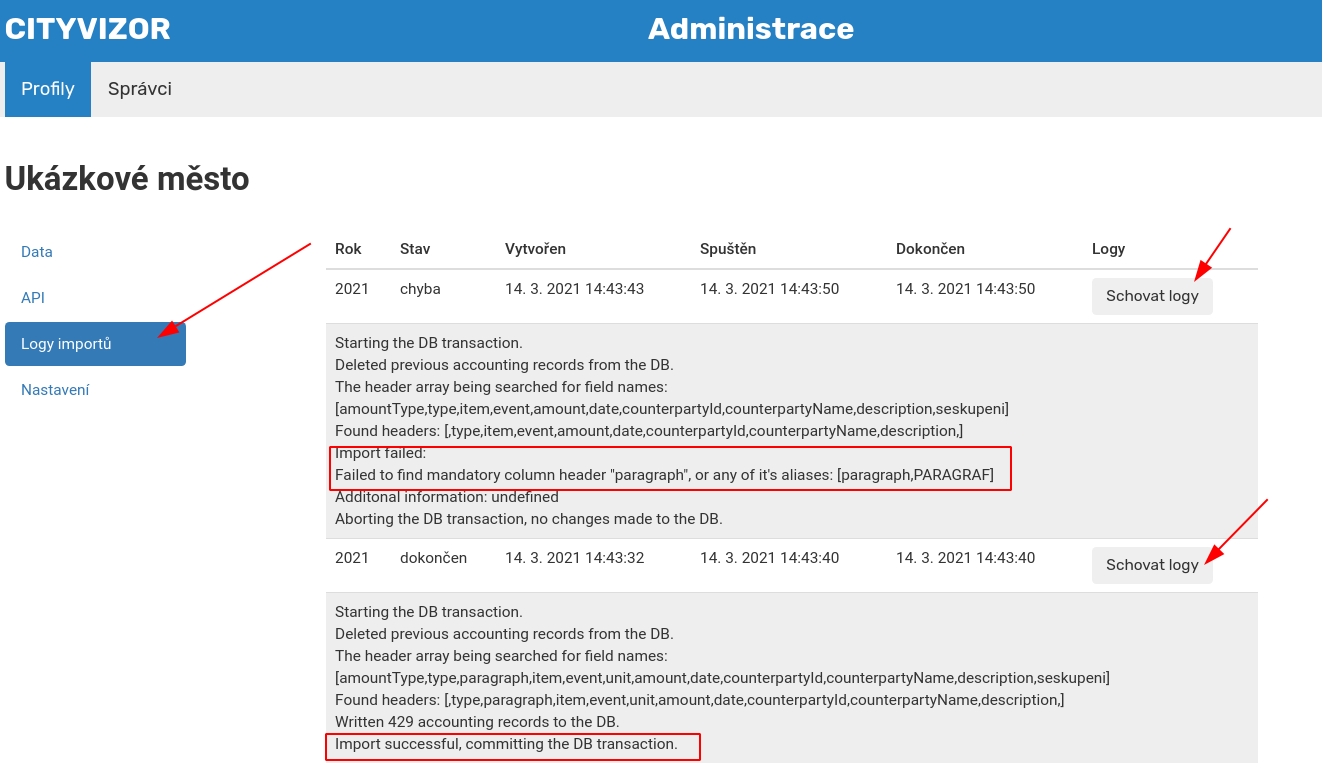 CITYVIZOR
Administrace
Profily
Správci
Ukázkové město
Data
API
Logy importů
Nastavení
Rok Stav Vytvořen Spuštěn Dokončen Logy
2021 chyba 14. 3. 2021 14:43:43 14. 3. 2021 14:43:50 14. 3. 2021 14:43:50 Schovat logy
Starting the DB transaction.
Deleted previous accounting records from the DB.
The header array being searched for field names:
[amountType,type,item,event,amount,date,counterpartyId,counterpartyName,description,seskupeni]
Found headers: [,type,item,event,amount,date,counterpartyId,counterpartyName,description,]
Import failed:
Failed to find mandatory column header "paragraph", or any of it's aliases: [paragraph,PARAGRAF]
Additonal information: undefined
Aborting the DB transaction, no changes made to the DB.
2021 dokončen 14. 3. 2021 14:43:32 14. 3. 2021 14:43:40 14. 3. 2021 14:43:40 Schovat logy
Starting the DB transaction.
Deleted previous accounting records from the DB.
The header array being searched for field names:
[amountType,type,paragraph,item,event,unit,amount,date,counterpartyId,counterpartyName,description,seskupeni]
Found headers: [,type,paragraph,item,event,unit,amount,date,counterpartyId,counterpartyName,description,]
Written 429 accounting records to the DB.
Import successful, committing the DB transaction.